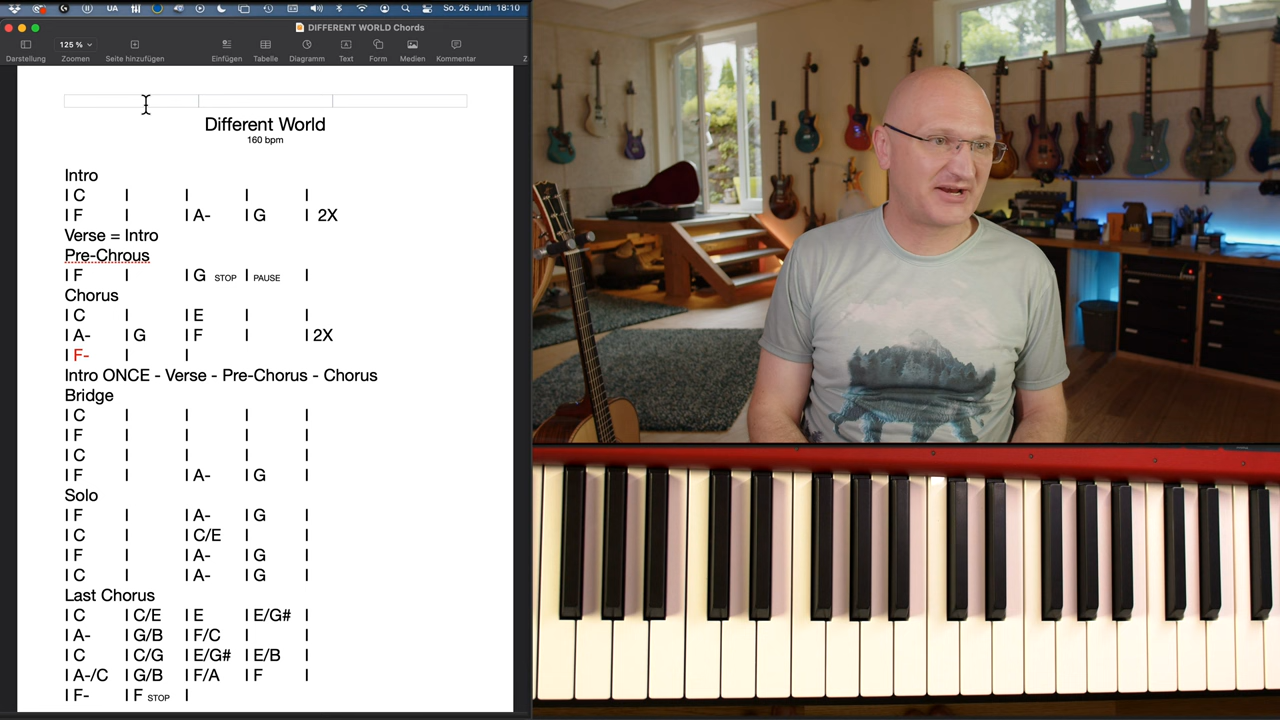 UA
So. 26. Juni 18:10
DIFFERENT WORLD Chords
125 %
Darstellung Zoomen Seite hinzufügen Einfügen Tabelle Diagramm Text Form Medien Kommentar Z
Different World
160 bpm
Intro
I C I I I I
I F I I A- I G I 2X
Verse = Intro
Pre-Chrous
I F I I G STOP I PAUSE I
Chorus
I C I I E I I
I A- I G I F I I 2X
I F- I I
Intro ONCE - Verse - Pre-Chorus - Chorus
Bridge
I C I I I I
I F I I I I
I C I I I I
I F I I A- I G I
Solo
I F I I A- I G I
I C I I C/E I I
I F I I A- I G I
I C I I A- I G I
Last Chorus
I C I C/E I E I E/G# I
I A- I G/B I F/C I I
I C I C/G I E/G# I E/B I
I A-/C I G/B I F/A I F I
I F- I F STOP I